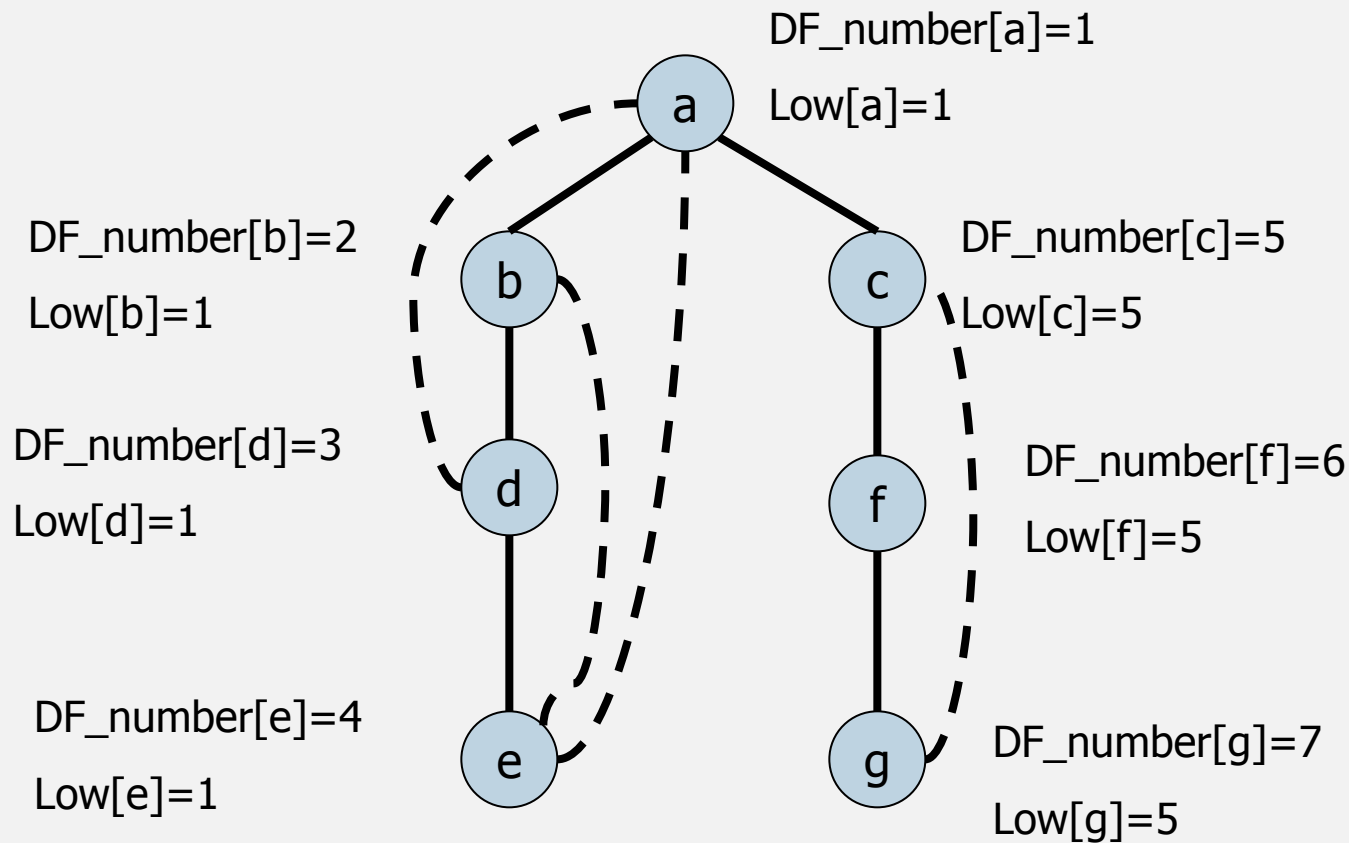 DF_number[a]=1
a
Low[a]=1
DF_number[b]=2
DF_number[c]=5
b
c
Low[b]=1
Low[c]=5
DF_number[d]=3
DF_number[f]=6
d
f
Low[d]=1
Low[f]=5
DF_number[e]=4
DF_number[g]=7
e
g
Low[e]=1
Low[g]=5